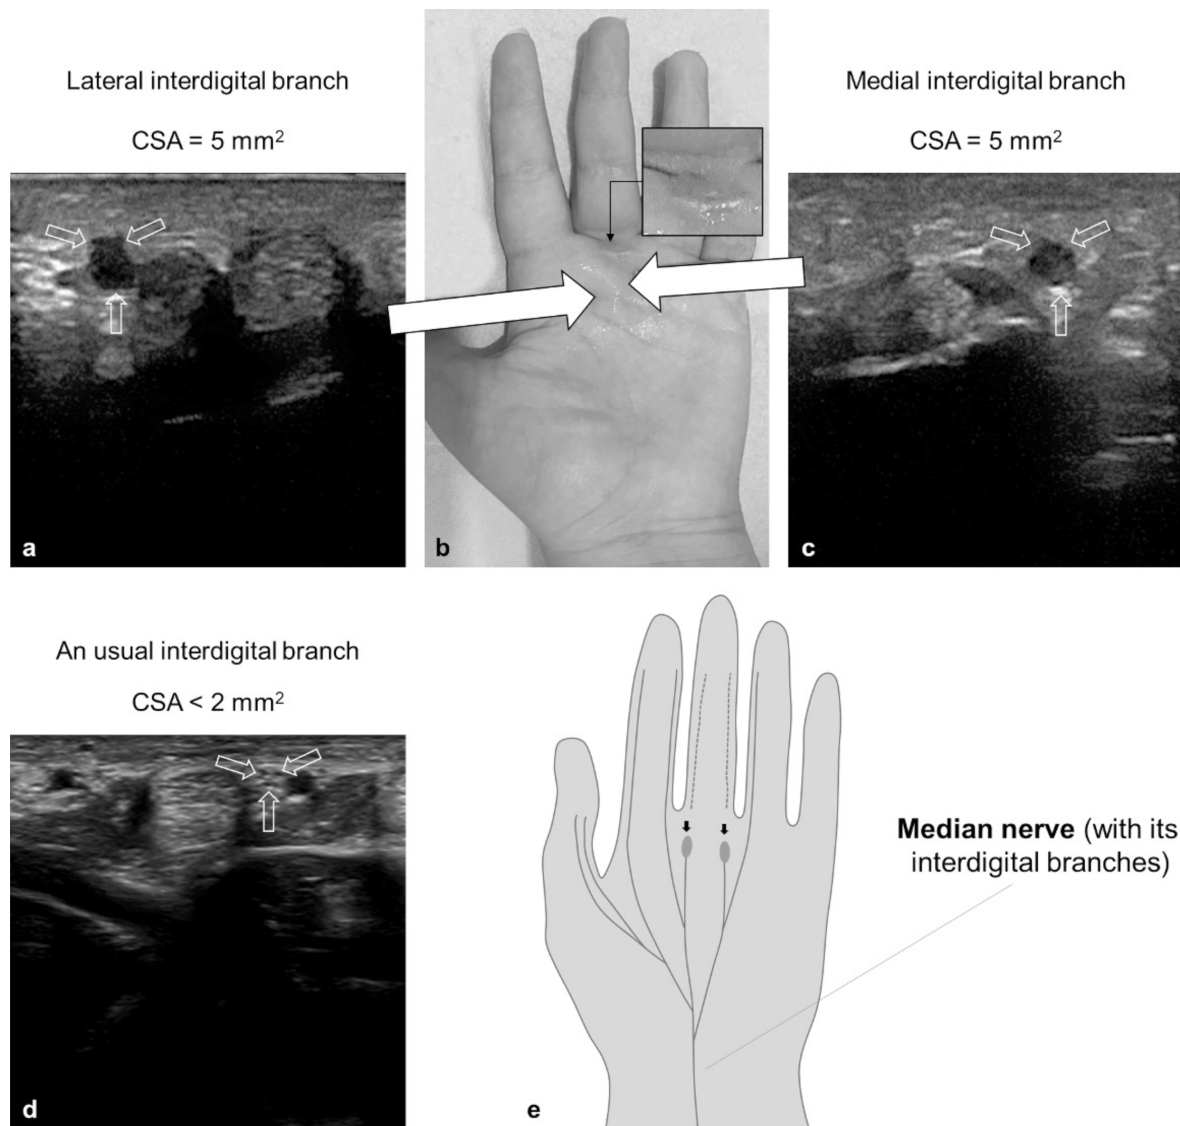 Lateral interdigital branch
CSA = 5 mm²
a
b
Medial interdigital branch
CSA = 5 mm²
c
An usual interdigital branch
CSA < 2 mm²
d
e
Median nerve (with its
interdigital branches)